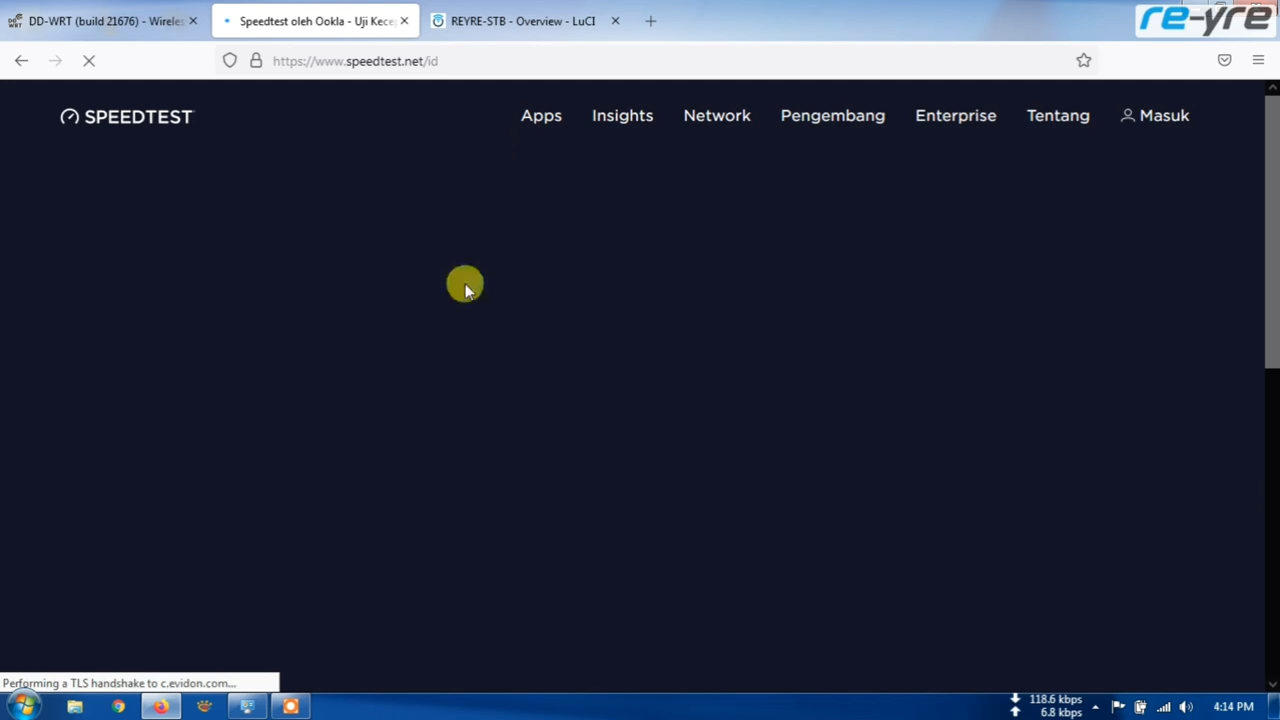 DD-WRT (build 21676) - Wireles
Speedtest oleh Ookla - Uji Kece
REYRE-STB - Overview - LuCI
re-yre
https://www.speedtest.net/id
SPEEDTEST
Apps
Insights
Network
Pengembang
Enterprise
Tentang
Masuk
Performing a TLS handshake to c.evidon.com...
118.6 kbps
6.8 kbps
4:14 PM